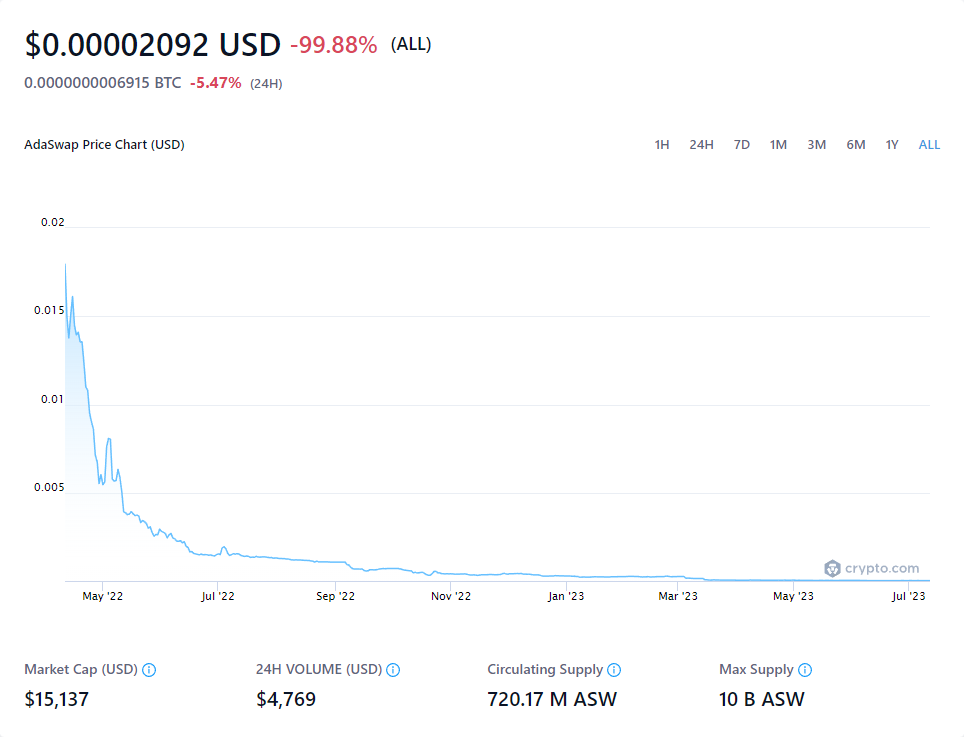 $0.00002092 USD -99.88% (ALL)
0.0000000006915 BTC -5.47% (24H)
AdaSwap Price Chart (USD) 1H 24H 7D 1M 3M 6M 1Y ALL
0.02
0.015
0.01
0.005
crypto.com
May '22 Jul '22 Sep '22 Nov '22 Jan '23 Mar '23 May '23 Jul '23
Market Cap (USD) 24H VOLUME (USD) Circulating Supply Max Supply
$15,137 $4,769 720.17 M ASW 10 B ASW